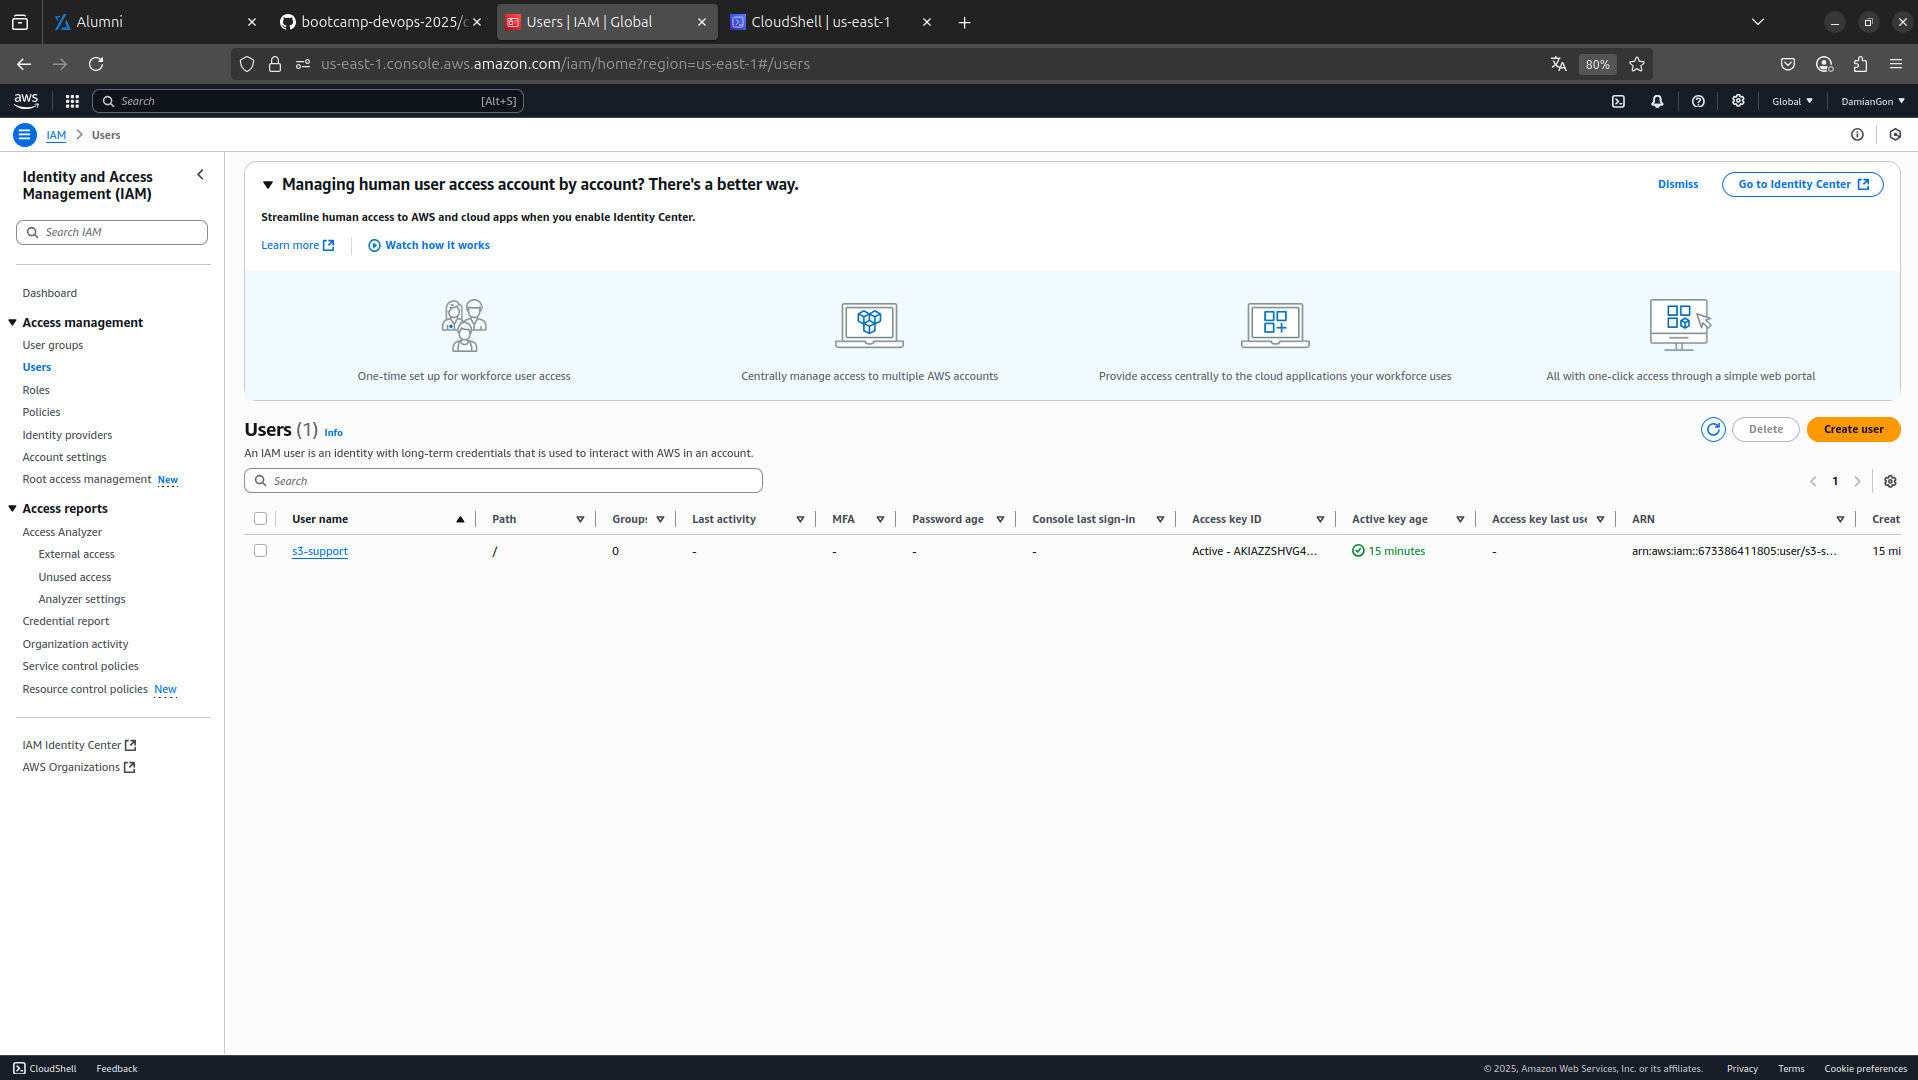 Alumni
bootcamp-devops-2025/c
Users | IAM | Global
CloudShell | us-east-1
us-east-1.console.aws.amazon.com/iam/home?region=us-east-1#/users
80%
aws
Search
[Alt+S]
Global
DamianGon
IAM
Users
Identity and Access
Management (IAM)
Search IAM
Dashboard
Access management
User groups
Users
Roles
Policies
Identity providers
Account settings
Root access management New
Access reports
Access Analyzer
External access
Unused access
Analyzer settings
Credential report
Organization activity
Service control policies
Resource control policies New
IAM Identity Center
AWS Organizations
Managing human user access account by account? There's a better way.
Dismiss
Go to Identity Center
Streamline human access to AWS and cloud apps when you enable Identity Center.
Learn more
Watch how it works
One-time set up for workforce user access
Centrally manage access to multiple AWS accounts
Provide access centrally to the cloud applications your workforce uses
All with one-click access through a simple web portal
Users (1) Info
Delete
Create user
An IAM user is an identity with long-term credentials that is used to interact with AWS in an account.
Search
1
User name Path Groups Last activity MFA Password age Console last sign-in Access key ID Active key age Access key last use ARN Creat
s3-support / 0 - - - - Active - AKIAZZSHVG4... 15 minutes - arn:aws:iam::673386411805:user/s3-s... 15 mi
CloudShell
Feedback
© 2025, Amazon Web Services, Inc. or its affiliates.
Privacy
Terms
Cookie preferences